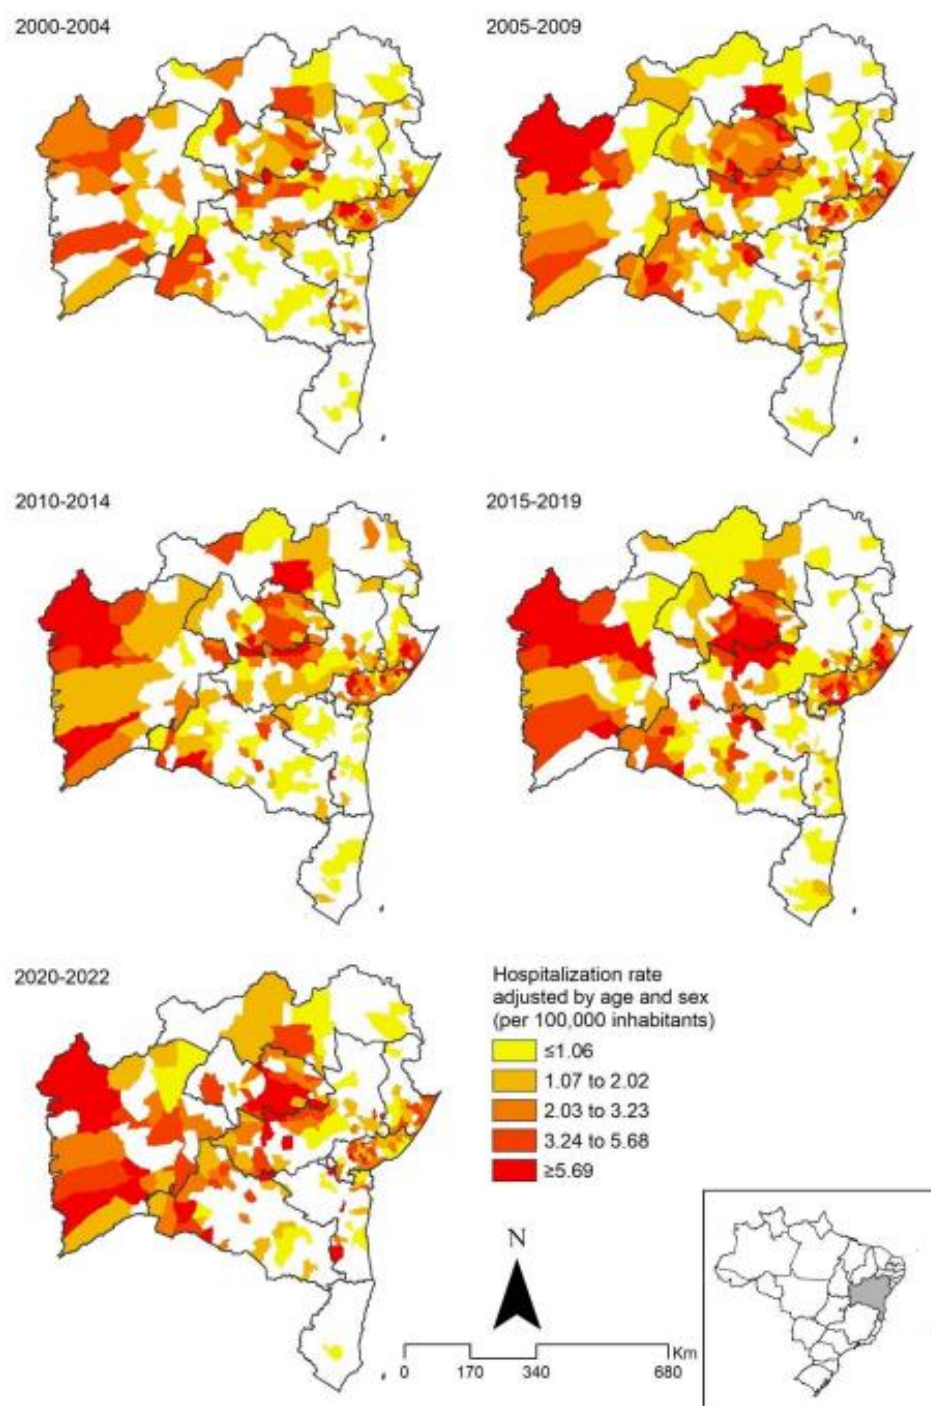 2000-2004
2005-2009
2010-2014
2015-2019
2020-2022
Hospitalization rate
adjusted by age and sex
(per 100,000 inhabitants)
≤1.06
1.07 to 2.02
2.03 to 3.23
3.24 to 5.68
≥5.69
N
Km
0 170 340 680